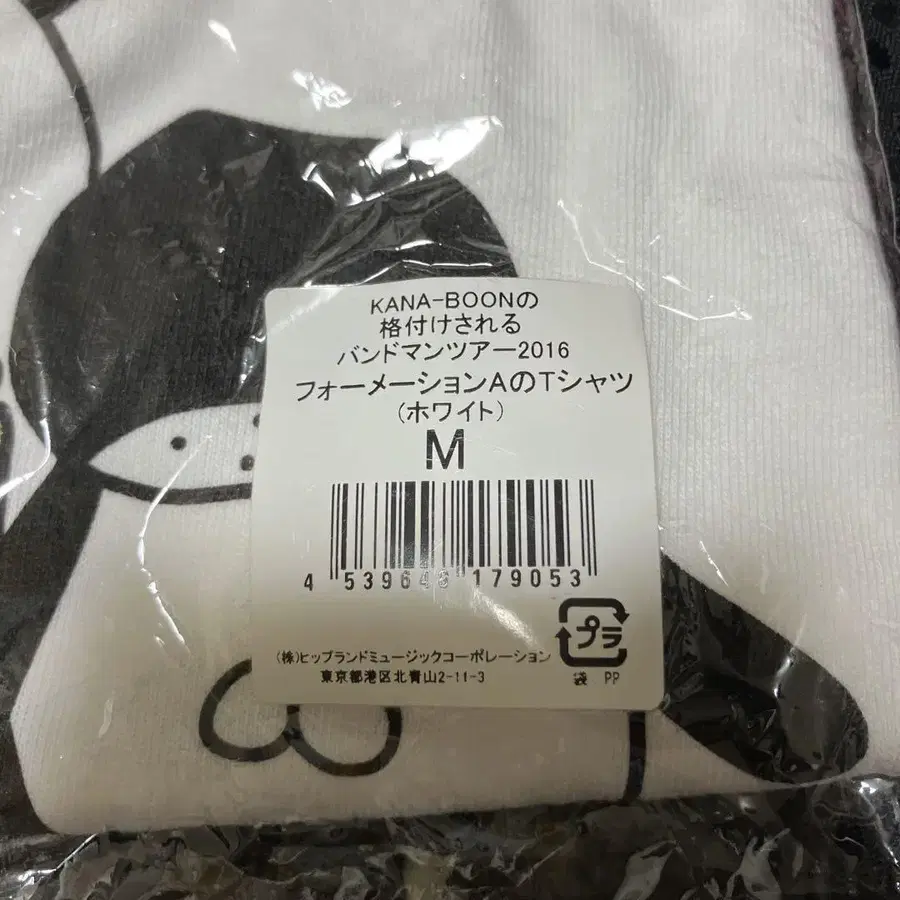 KANA-BOONの
格付けされる
バンドマンツアー2016
フォーメーションAのTシャツ
(ホワイト)
M
4 539640 179053
プラ
(株)ヒップランドミュージックコーポレーション
袋 PP
東京都港区北青山2-11-3